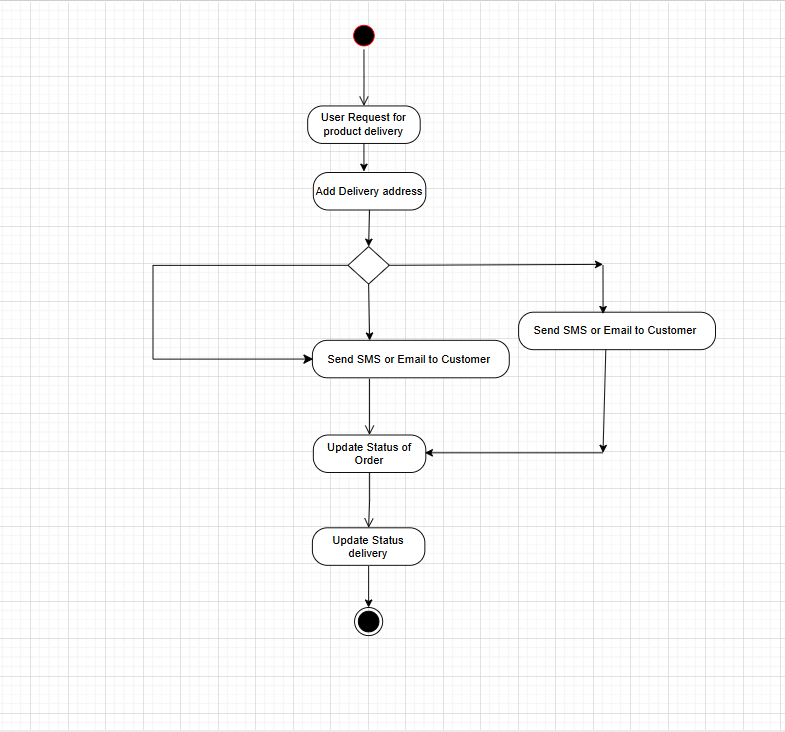 User Request for
product delivery
Add Delivery address
Send SMS or Email to Customer
Send SMS or Email to Customer
Update Status of
Order
Update Status
delivery